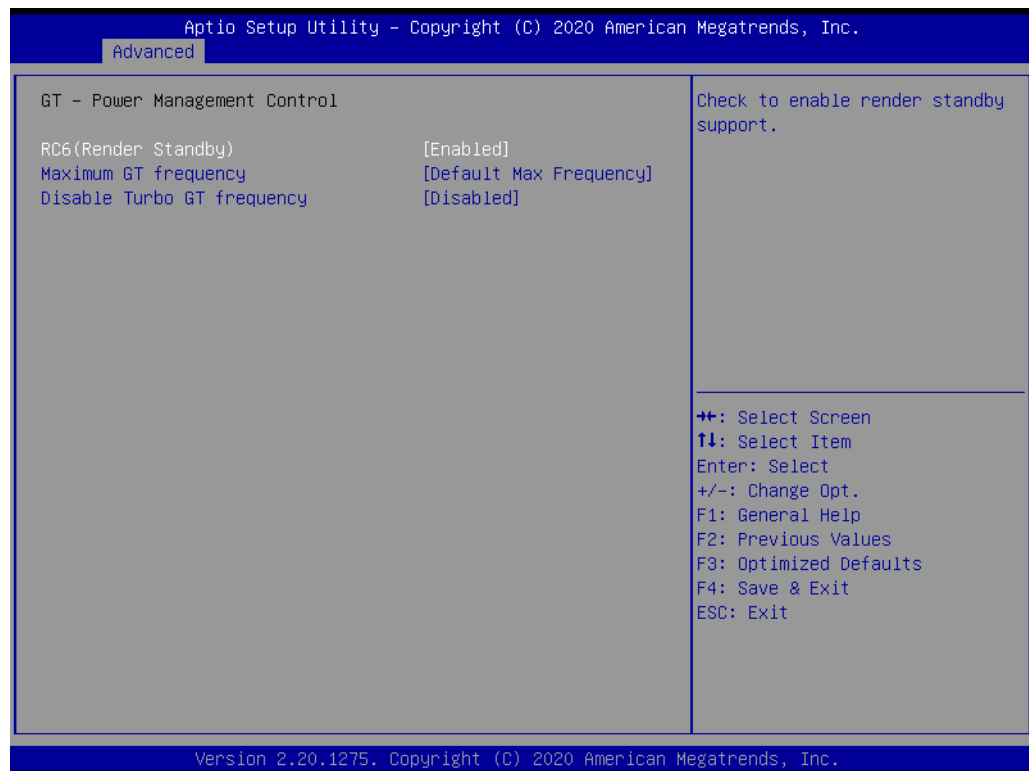 Aptio Setup Utility – Copyright (C) 2020 American Megatrends, Inc.
Advanced
GT – Power Management Control
RC6(Render Standby) [Enabled]
Maximum GT frequency [Default Max Frequency]
Disable Turbo GT frequency [Disabled]
Check to enable render standby
support.
→←: Select Screen
↑↓: Select Item
Enter: Select
+/-: Change Opt.
F1: General Help
F2: Previous Values
F3: Optimized Defaults
F4: Save & Exit
ESC: Exit
Version 2.20.1275. Copyright (C) 2020 American Megatrends, Inc.